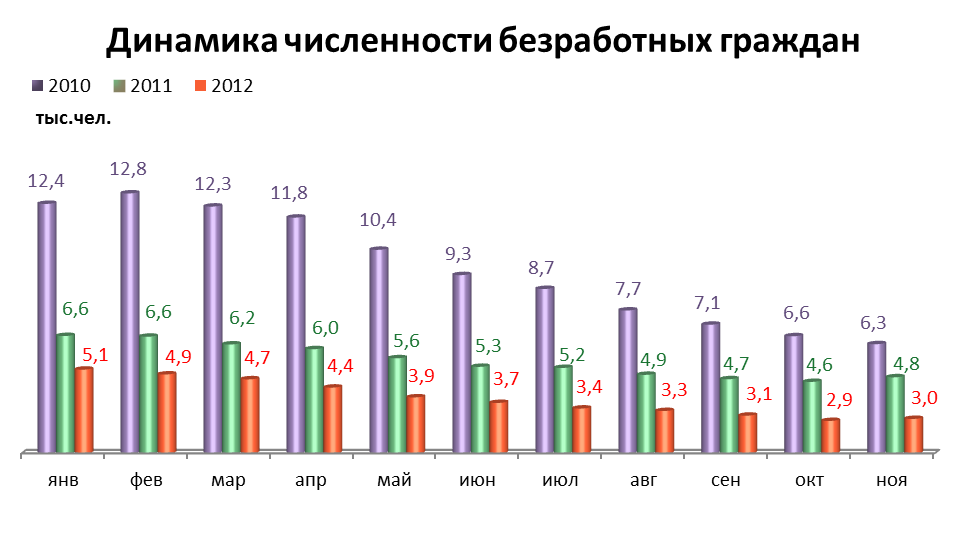 Динамика численности безработных граждан
2010 2011 2012
тыс.чел.
12,4 12,8 12,3 11,8 10,4 9,3 8,7 7,7 7,1 6,6 6,3
6,6 6,6 6,2 6,0 5,6 5,3 5,2 4,9 4,7 4,6 4,8
5,1 4,9 4,7 4,4 3,9 3,7 3,4 3,3 3,1 2,9 3,0
янв фев мар апр май июн июл авг сен окт ноя